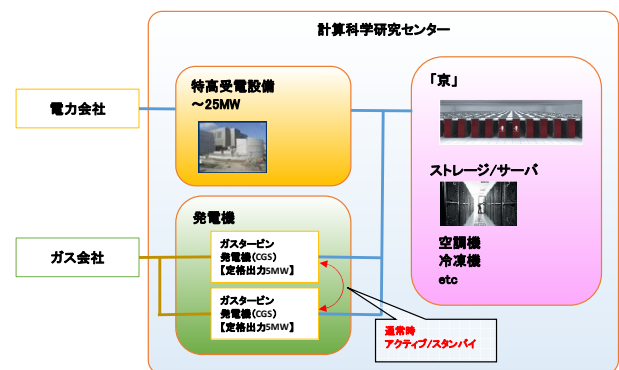 計算科学研究センター
電力会社
特高受電設備
～25MW
「京」
ストレージ/サーバ
空調機
冷凍機
etc
ガス会社
発電機
ガスタービン
発電機(CGS)
【定格出力5MW】
ガスタービン
発電機(CGS)
【定格出力5MW】
通常時
アクティブ/スタンバイ